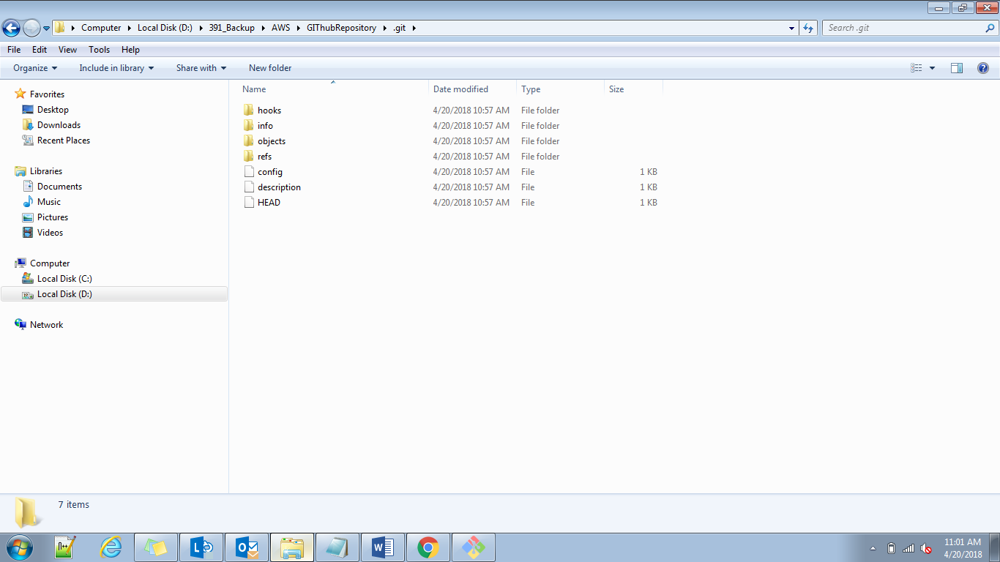 Computer Local Disk (D:) 391_Backup AWS GIthubRepository .git
Search .git
File Edit View Tools Help
Organize Include in library Share with New folder
Favorites
Desktop
Downloads
Recent Places
Libraries
Documents
Music
Pictures
Videos
Computer
Local Disk (C:)
Local Disk (D:)
Network
Name Date modified Type Size
hooks 4/20/2018 10:57 AM File folder
info 4/20/2018 10:57 AM File folder
objects 4/20/2018 10:57 AM File folder
refs 4/20/2018 10:57 AM File folder
config 4/20/2018 10:57 AM File 1 KB
description 4/20/2018 10:57 AM File 1 KB
HEAD 4/20/2018 10:57 AM File 1 KB
7 items
11:01 AM
4/20/2018